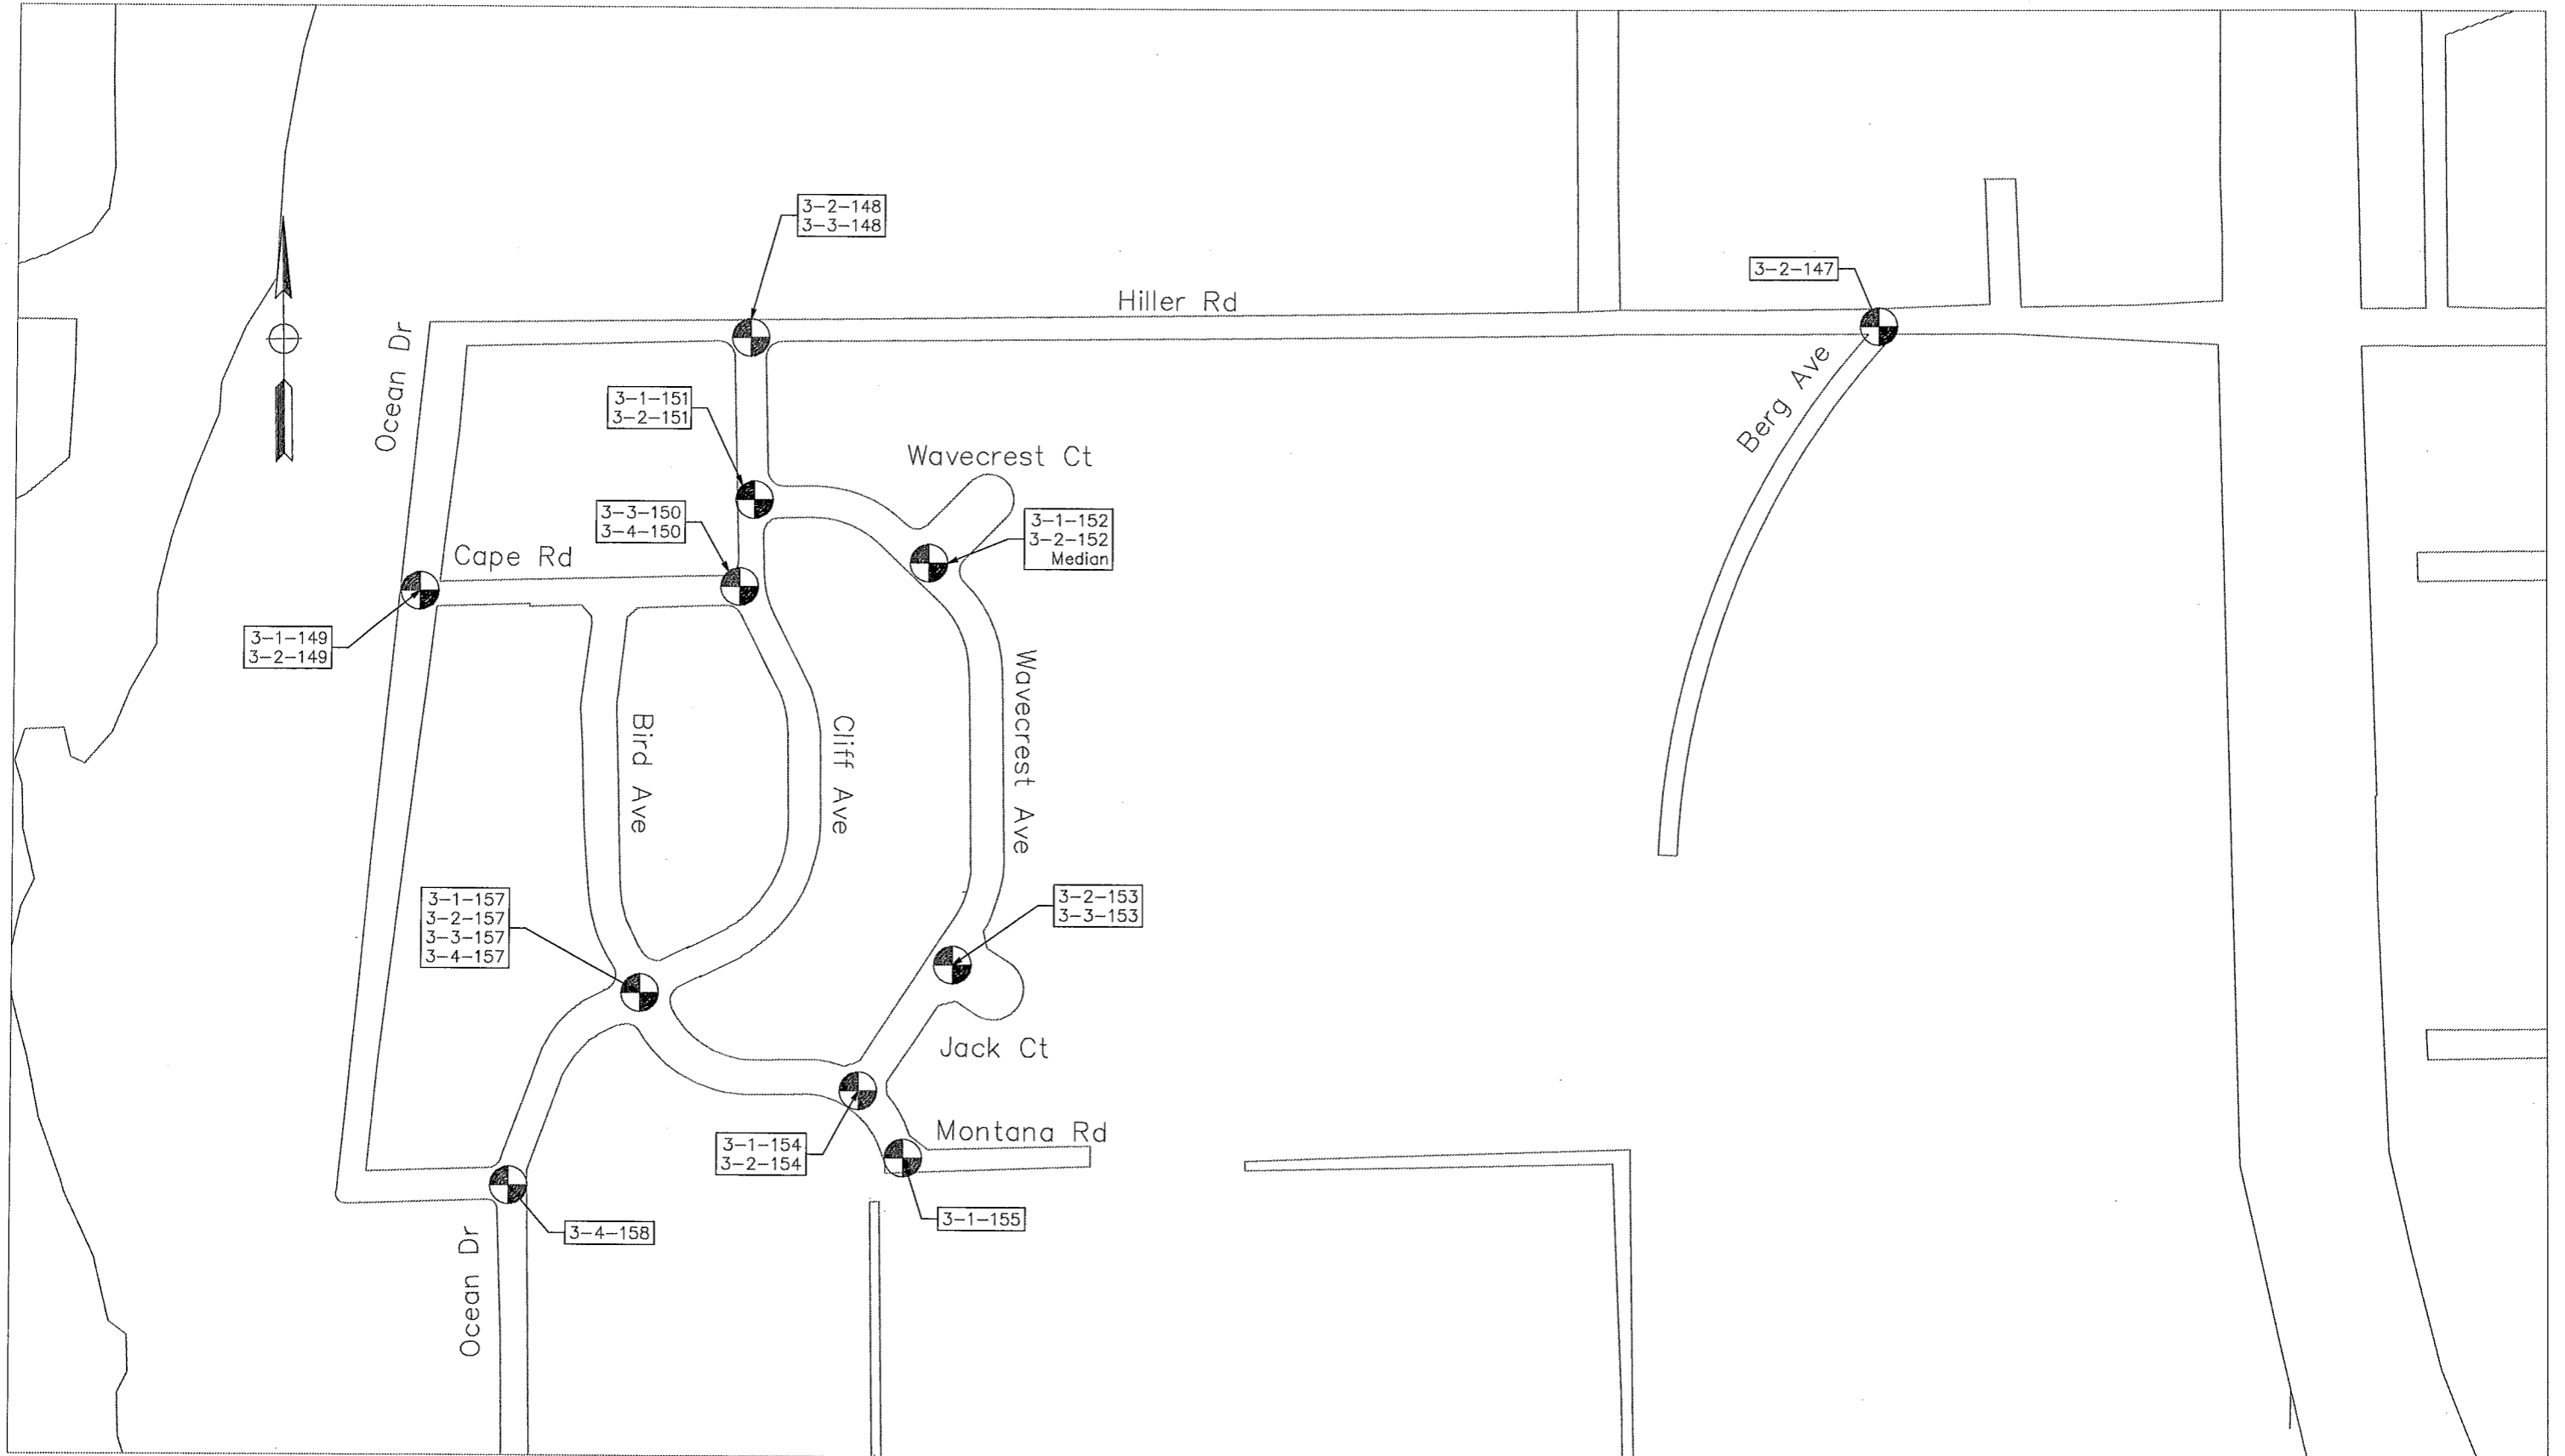 3-2-148
3-3-148
3-2-147
Hiller Rd
Ocean Dr
Berg Ave
3-1-151
3-2-151
Wavecrest Ct
3-3-150
3-4-150
3-1-152
3-2-152
Median
Cape Rd
3-1-149
3-2-149
Wavecrest Ave
Bird Ave
Cliff Ave
3-1-157
3-2-157
3-3-157
3-4-157
3-2-153
3-3-153
Jack Ct
3-1-154
3-2-154
Montana Rd
3-1-155
3-4-158
Ocean Dr